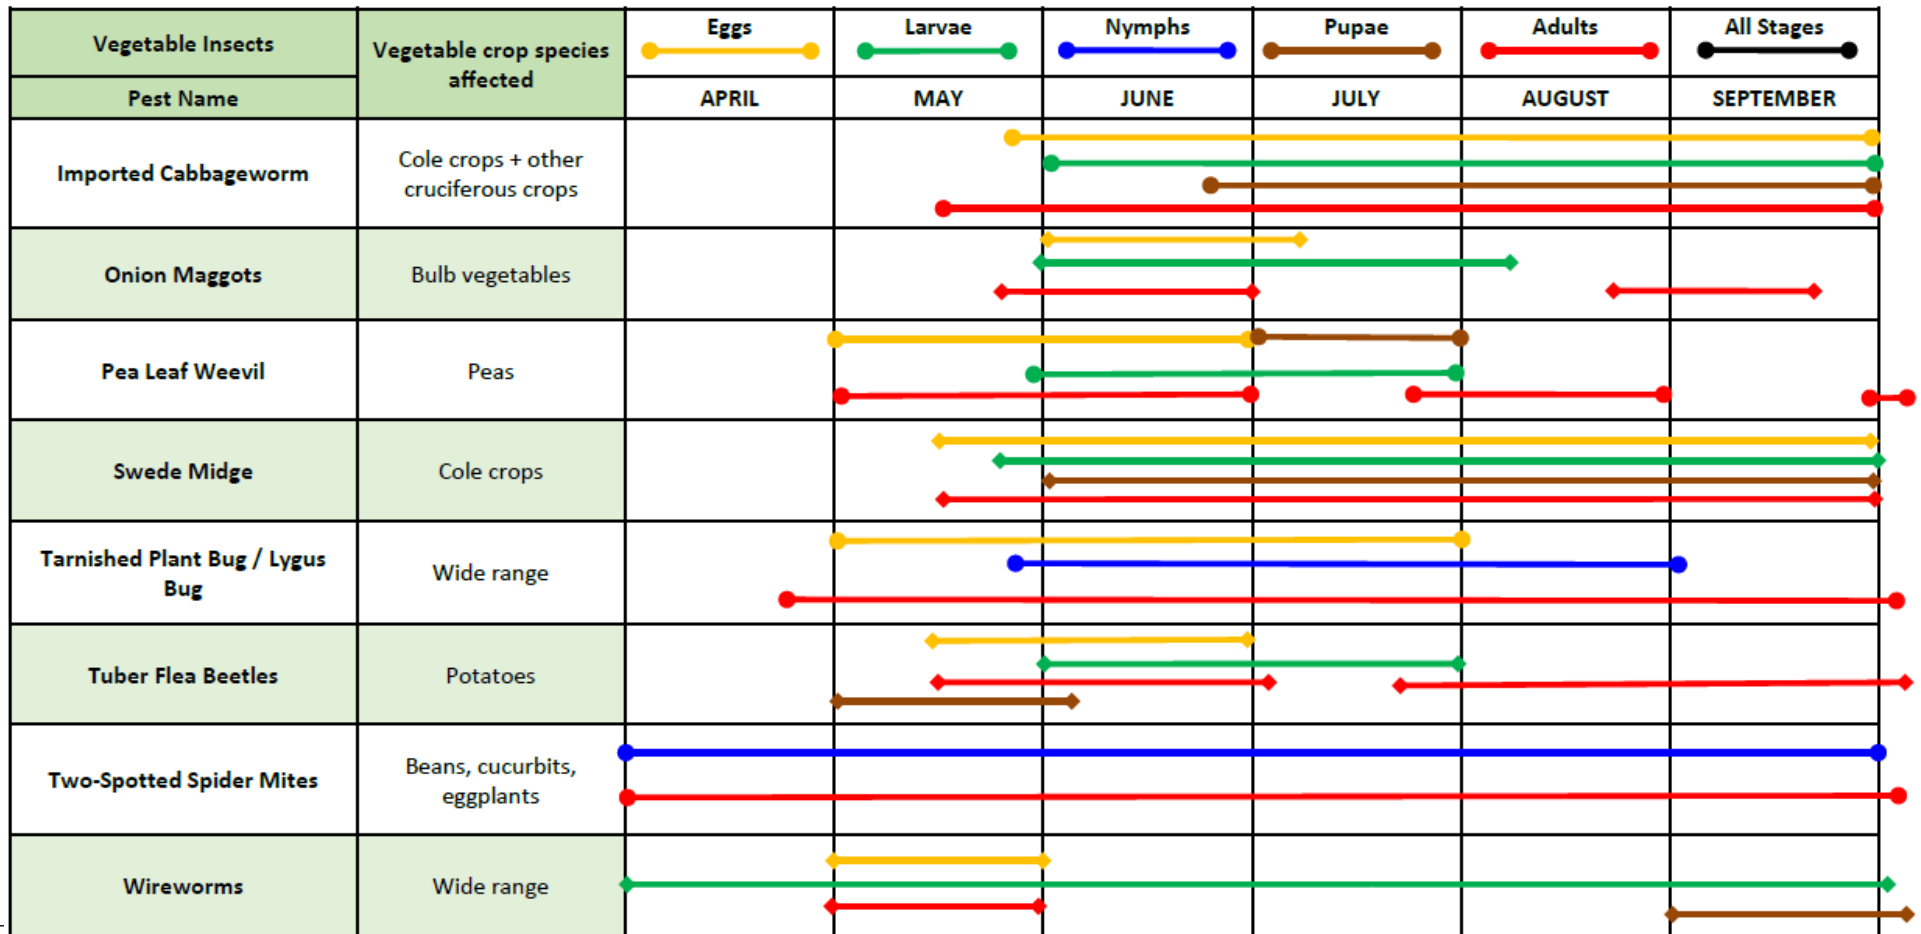 Vegetable Insects
Vegetable crop species
affected
Eggs
Larvae
Nymphs
Pupae
Adults
All Stages
Pest Name
APRIL
MAY
JUNE
JULY
AUGUST
SEPTEMBER
Imported Cabbageworm
Cole crops + other
cruciferous crops
Onion Maggots
Bulb vegetables
Pea Leaf Weevil
Peas
Swede Midge
Cole crops
Tarnished Plant Bug / Lygus
Bug
Wide range
Tuber Flea Beetles
Potatoes
Two-Spotted Spider Mites
Beans, cucurbits,
eggplants
Wireworms
Wide range